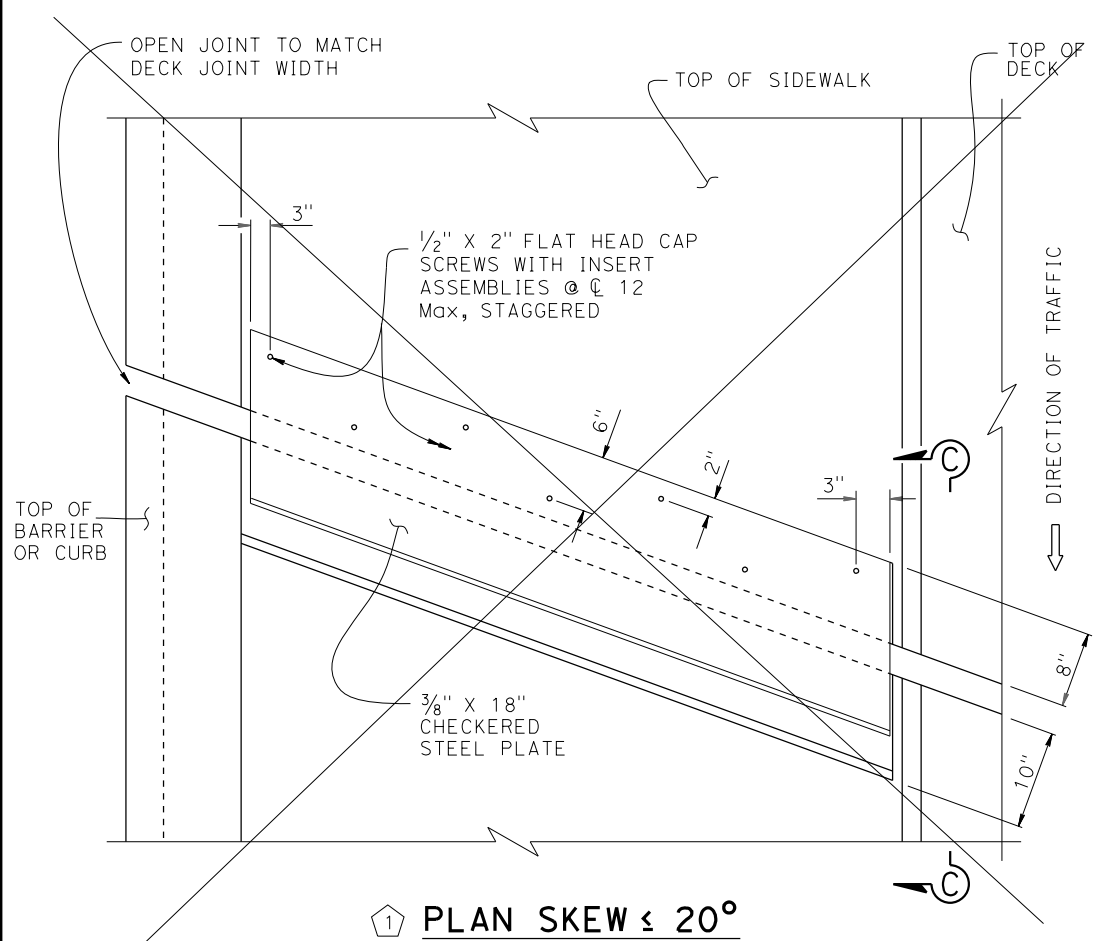 OPEN JOINT TO MATCH
DECK JOINT WIDTH
TOP OF SIDEWALK
TOP OF
DECK
3"
1/2" X 2" FLAT HEAD CAP
SCREWS WITH INSERT
ASSEMBLIES @ ℄ 12
Max, STAGGERED
DIRECTION OF TRAFFIC
6"
2"
3"
C
TOP OF
BARRIER
OR CURB
8"
3/8" X 18"
CHECKERED
STEEL PLATE
10"
C
1 PLAN SKEW ≤ 20°